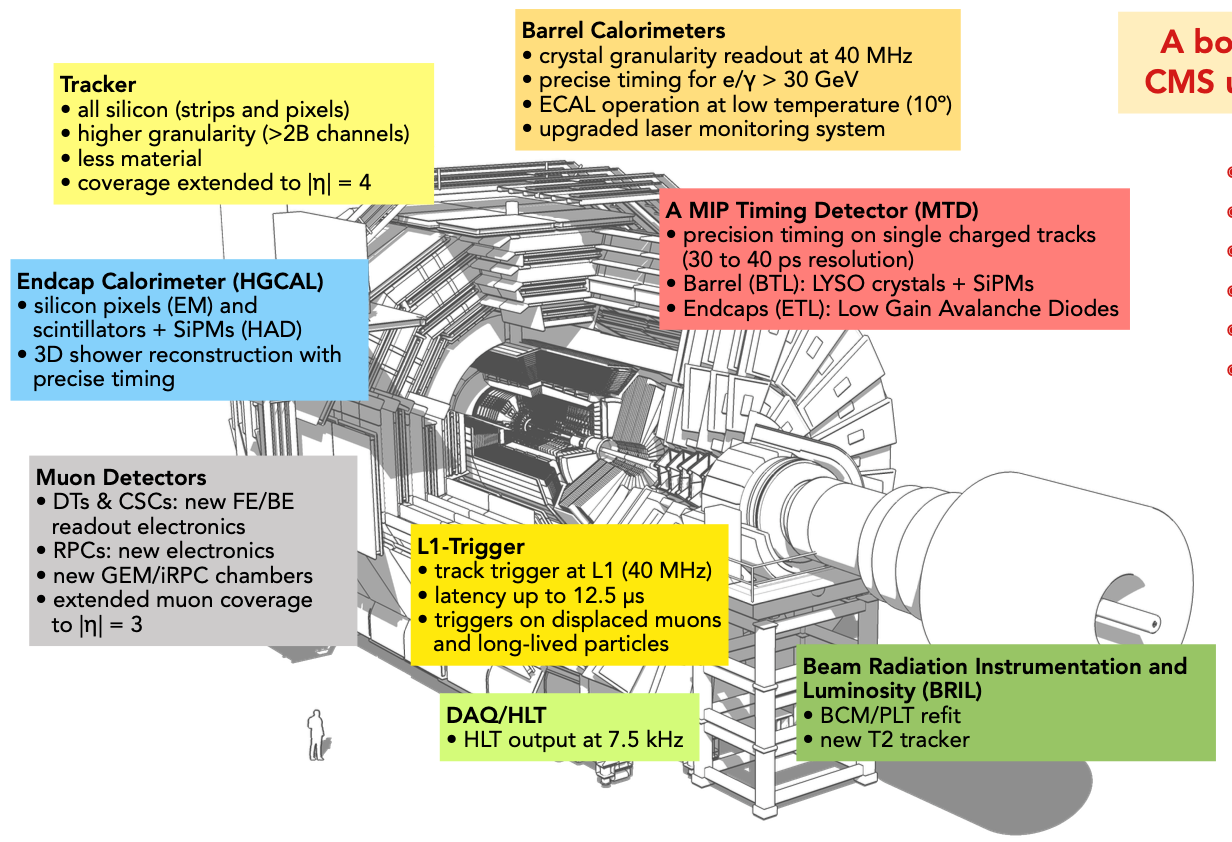 Barrel Calorimeters
• crystal granularity readout at 40 MHz
• precise timing for e/γ > 30 GeV
• ECAL operation at low temperature (10º)
• upgraded laser monitoring system
A bo
CMS u
Tracker
• all silicon (strips and pixels)
• higher granularity (>2B channels)
• less material
• coverage extended to |η| = 4
A MIP Timing Detector (MTD)
• precision timing on single charged tracks
(30 to 40 ps resolution)
• Barrel (BTL): LYSO crystals + SiPMs
• Endcaps (ETL): Low Gain Avalanche Diodes
Endcap Calorimeter (HGCAL)
• silicon pixels (EM) and
scintillators + SiPMs (HAD)
• 3D shower reconstruction with
precise timing
Muon Detectors
• DTs & CSCs: new FE/BE
readout electronics
• RPCs: new electronics
• new GEM/iRPC chambers
• extended muon coverage
to |η| = 3
L1-Trigger
• track trigger at L1 (40 MHz)
• latency up to 12.5 µs
• triggers on displaced muons
and long-lived particles
Beam Radiation Instrumentation and
Luminosity (BRIL)
• BCM/PLT refit
• new T2 tracker
DAQ/HLT
• HLT output at 7.5 kHz